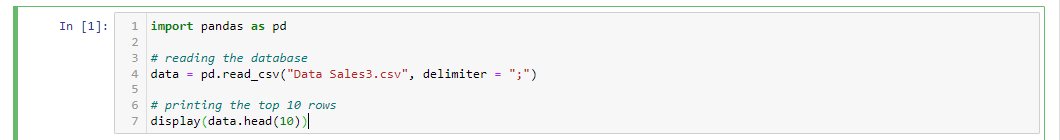 In [1]:
1 import pandas as pd
2
3 # reading the database
4 data = pd.read_csv("Data Sales3.csv", delimiter = ";")
5
6 # printing the top 10 rows
7 display(data.head(10))